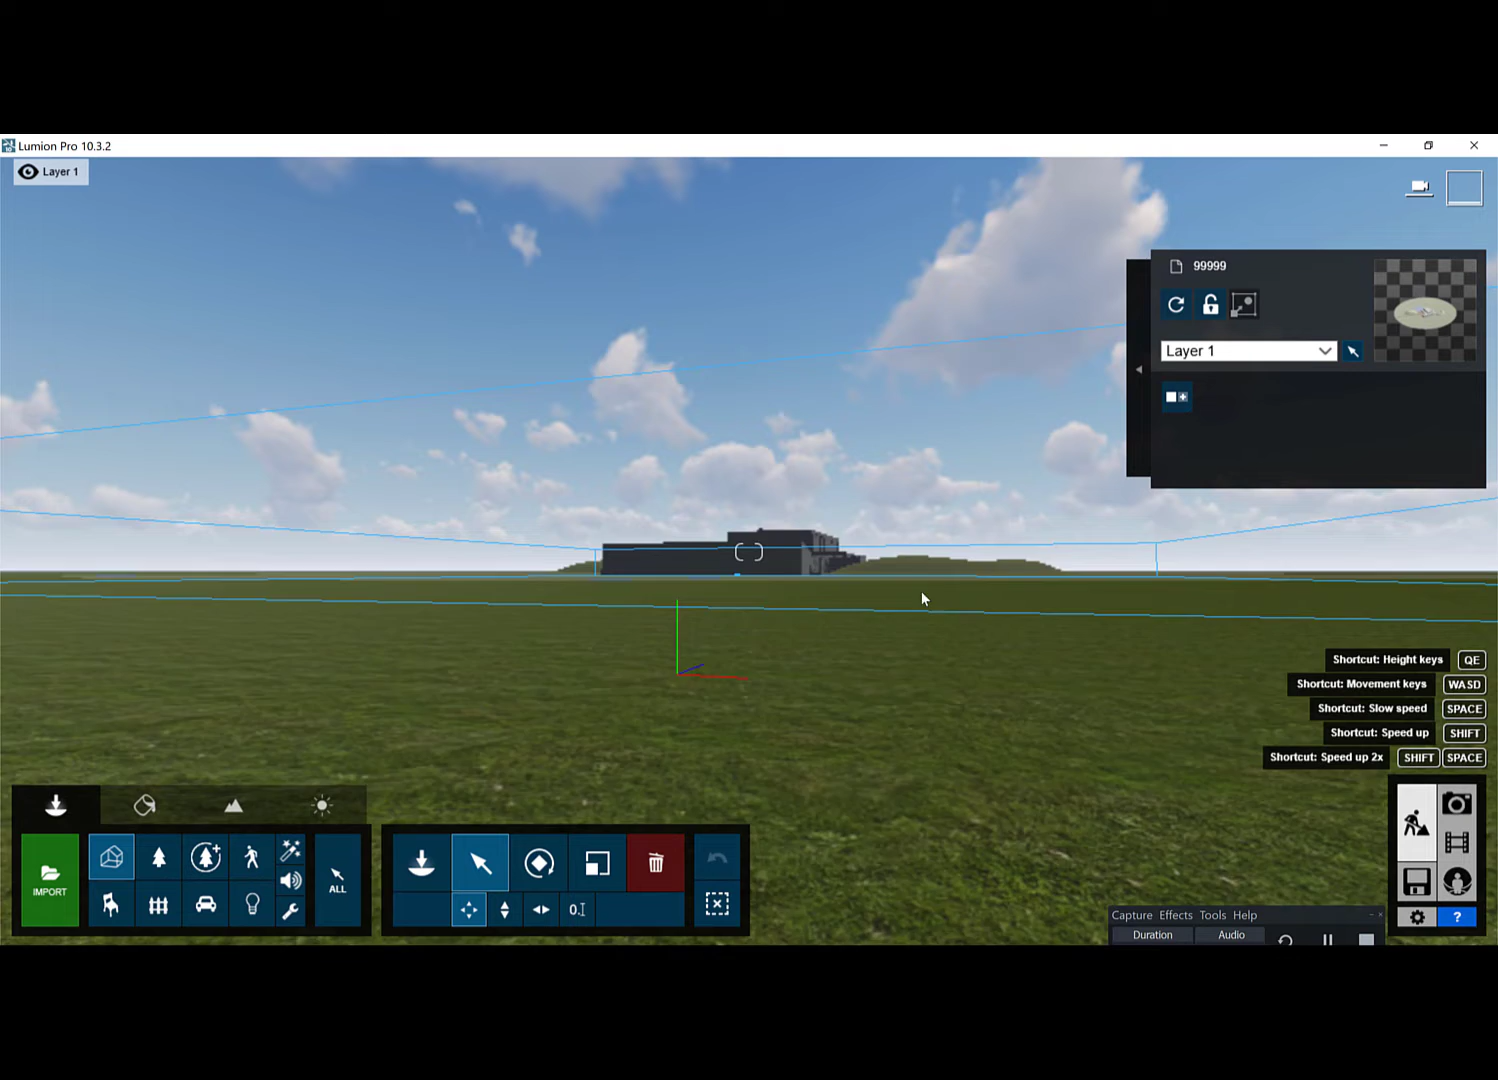 Lumion Pro 10.3.2
Layer 1
99999
Layer 1
Shortcut: Height keys QE
Shortcut: Movement keys WASD
Shortcut: Slow speed SPACE
Shortcut: Speed up SHIFT
Shortcut: Speed up 2x SHIFT SPACE
IMPORT
ALL
Capture Effects Tools Help
Duration Audio
?